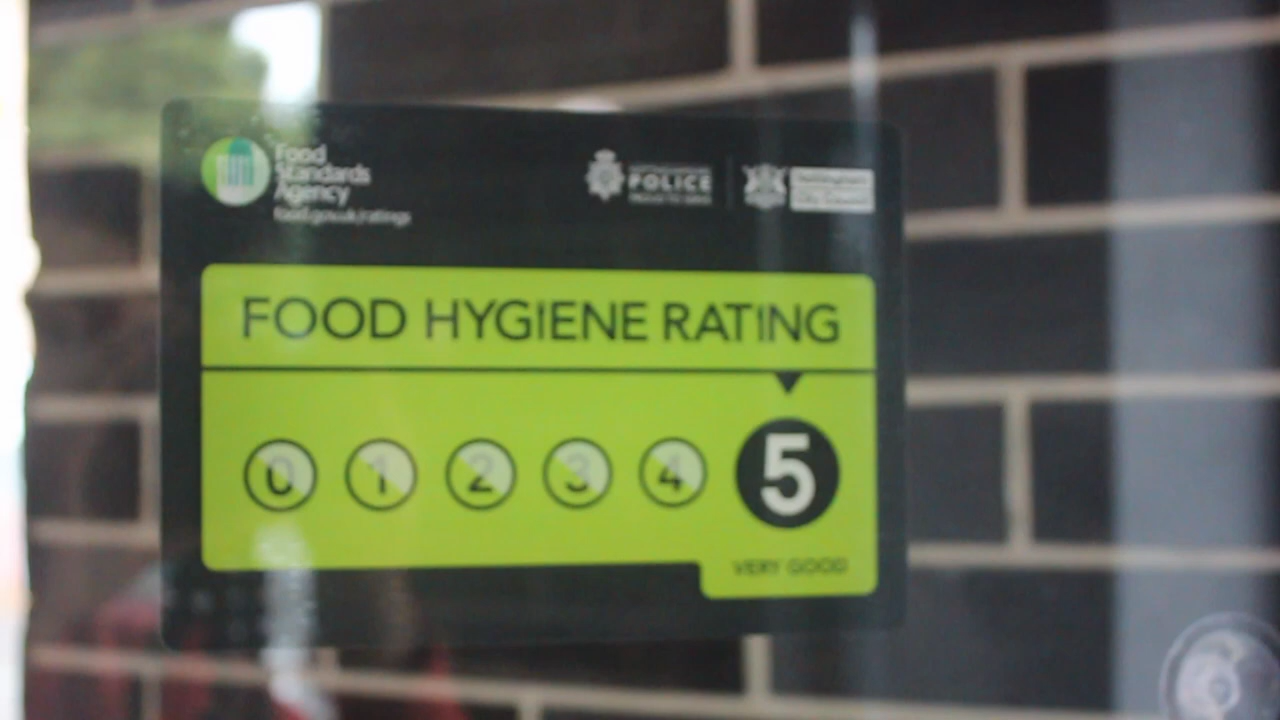 Food
Standards
Agency
food.gov.uk/ratings
POLICE
FOOD HYGIENE RATING
0 1 2 3 4 5
VERY GOOD